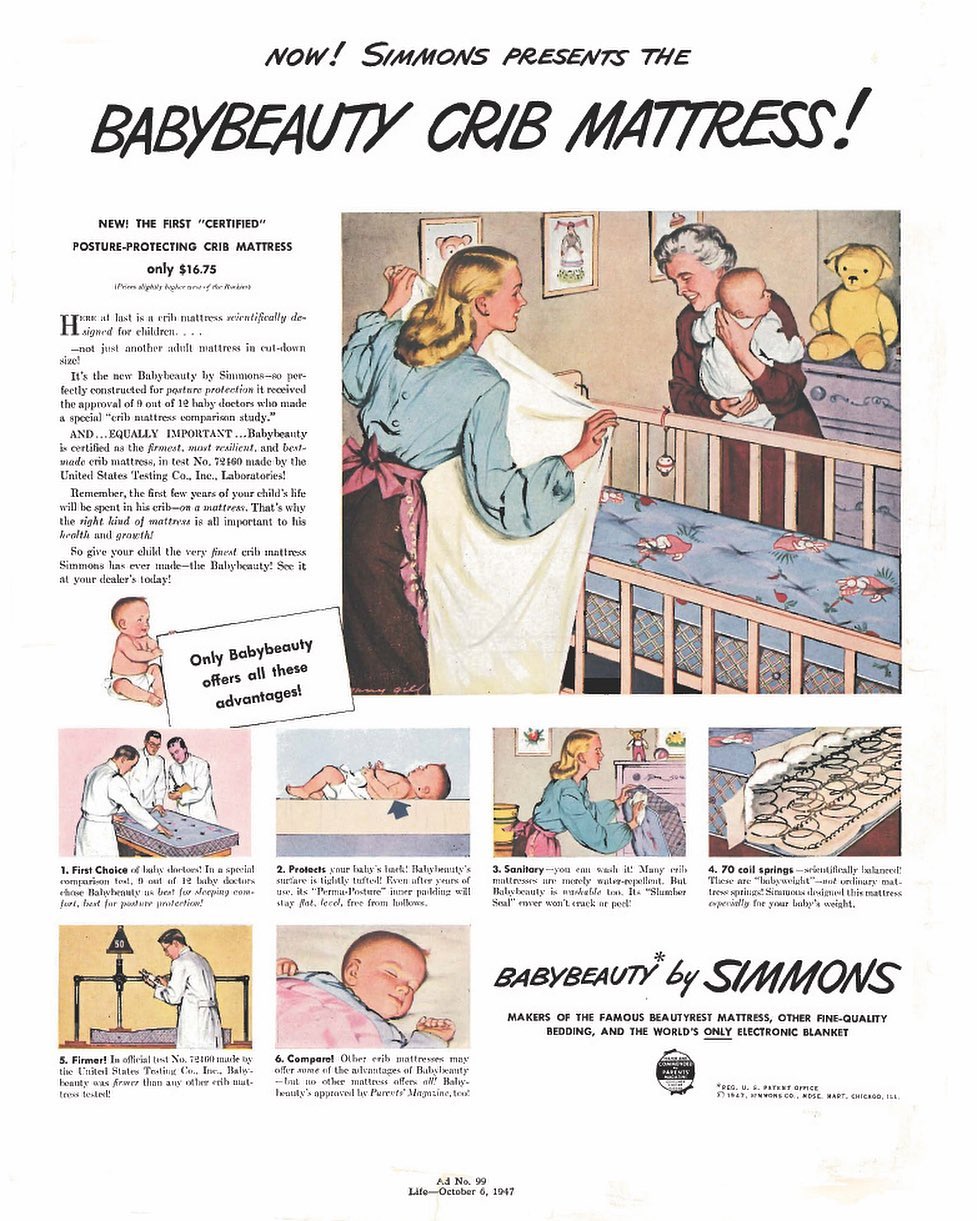 NOW! SIMMONS PRESENTS THE
BABYBEAUTY CRIB MATTRESS!
NEW! THE FIRST "CERTIFIED"
POSTURE-PROTECTING CRIB MATTRESS
only $16.75
(Prices slightly higher west of the Rockies)
HERE at last is a crib mattress scientifically de-
signed for children. . . .
—not just another adult mattress in cut-down
size!
It's the new Babybeauty by Simmons—so per-
fectly constructed for posture protection it received
the approval of 9 out of 12 baby doctors who made
a special "crib mattress comparison study."
AND...EQUALLY IMPORTANT...Babybeauty
is certified as the firmest, most resilient, and best-
made crib mattress, in test No. 72460 made by the
United States Testing Co., Inc., Laboratories!
Remember, the first few years of your child's life
will be spent in his crib—on a mattress. That's why
the right kind of mattress is all important to his
health and growth!
So give your child the very finest crib mattress
Simmons has ever made—the Babybeauty! See it
at your dealer's today!
Only Babybeauty
offers all these
advantages!
1. First Choice of baby doctors! In a special
comparison test, 9 out of 12 baby doctors
chose Babybeauty as best for sleeping com-
fort, best for posture protection!
2. Protects your baby's back! Babybeauty's
surface is tightly tufted! Even after years of
use, its "Perma-Posture" inner padding will
stay flat, level, free from hollows.
3. Sanitary—you can wash it! Many crib
mattresses are merely water-repellent. But
Babybeauty is washable too. Its "Slumber
Seal" cover won't crack or peel!
4. 70 coil springs—scientifically balanced!
These are "babyweight"—not ordinary mat-
tress springs! Simmons designed this mattress
especially for your baby's weight.
50
5. Firmer! In official test No. 72460 made by
the United States Testing Co., Inc., Baby-
beauty was firmer than any other crib mat-
tress tested!
6. Compare! Other crib mattresses may
offer some of the advantages of Babybeauty
—but no other mattress offers all! Baby-
beauty's approved by Parents' Magazine, too!
BABYBEAUTY* by SIMMONS
MAKERS OF THE FAMOUS BEAUTYREST MATTRESS, OTHER FINE-QUALITY
BEDDING, AND THE WORLD'S ONLY ELECTRONIC BLANKET
COMMENDED
PARENTS'
MAGAZINE
*REG. U. S. PATENT OFFICE
© 1947, SIMMONS CO., MDSE. MART, CHICAGO, ILL.
Ad No. 99
Life—October 6, 1947